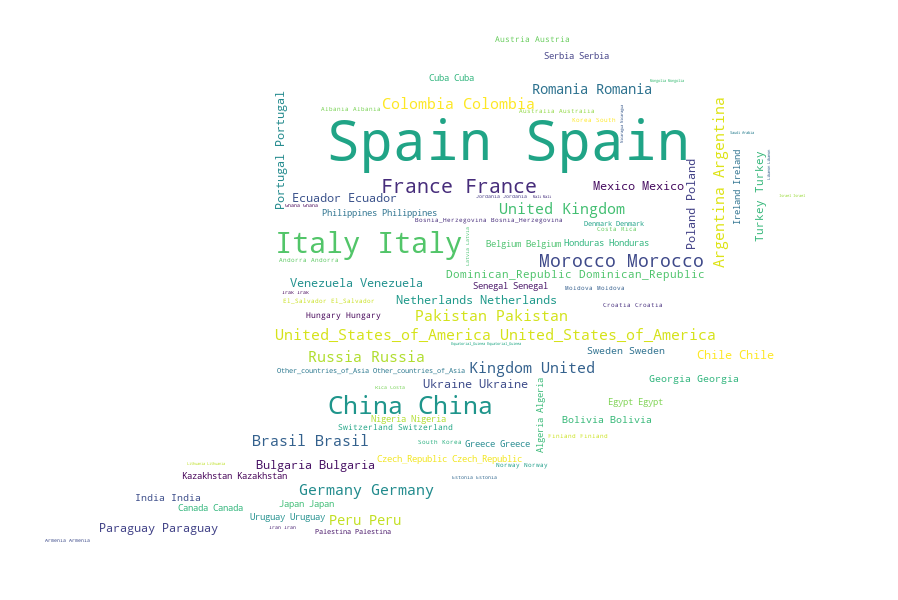 Austria Austria
Serbia Serbia
Cuba Cuba
Mongolia Mongolia
Romania Romania
Colombia Colombia
Albania Albania
Australia Australia
Korea South
Nicaragua Nicaragua
Portugal Portugal
Spain Spain
Argentina Argentina
Saudi Arabia
Ireland Ireland
Turkey Turkey
Lebanon Lebanon
France France
Mexico Mexico
Poland Poland
Ecuador Ecuador
Jordania Jordania
Mali Mali
Ghana Ghana
United Kingdom
Philippines Philippines
Bosnia_Herzegovina Bosnia_Herzegovina
Denmark Denmark
Costa Rica
Italy Italy
Latvia Latvia
Belgium Belgium
Honduras Honduras
Andorra Andorra
Morocco Morocco
Dominican_Republic Dominican_Republic
Venezuela Venezuela
Senegal Senegal
Moldova Moldova
Irak Irak
El_Salvador El_Salvador
Netherlands Netherlands
Croatia Croatia
Hungary Hungary
Pakistan Pakistan
United_States_of_America United_States_of_America
Equatorial_Guinea Equatorial_Guinea
Russia Russia
Sweden Sweden
Chile Chile
Other_countries_of_Asia Other_countries_of_Asia
Kingdom United
Georgia Georgia
Rica Costa
Ukraine Ukraine
China China
Algeria Algeria
Egypt Egypt
Nigeria Nigeria
Bolivia Bolivia
Switzerland Switzerland
Finland Finland
Brasil Brasil
South Korea
Greece Greece
Czech_Republic Czech_Republic
Bulgaria Bulgaria
Norway Norway
Kazakhstan Kazakhstan
Estonia Estonia
Germany Germany
India India
Canada Canada
Japan Japan
Uruguay Uruguay
Peru Peru
Paraguay Paraguay
Iran Iran
Palestina Palestina
Armenia Armenia